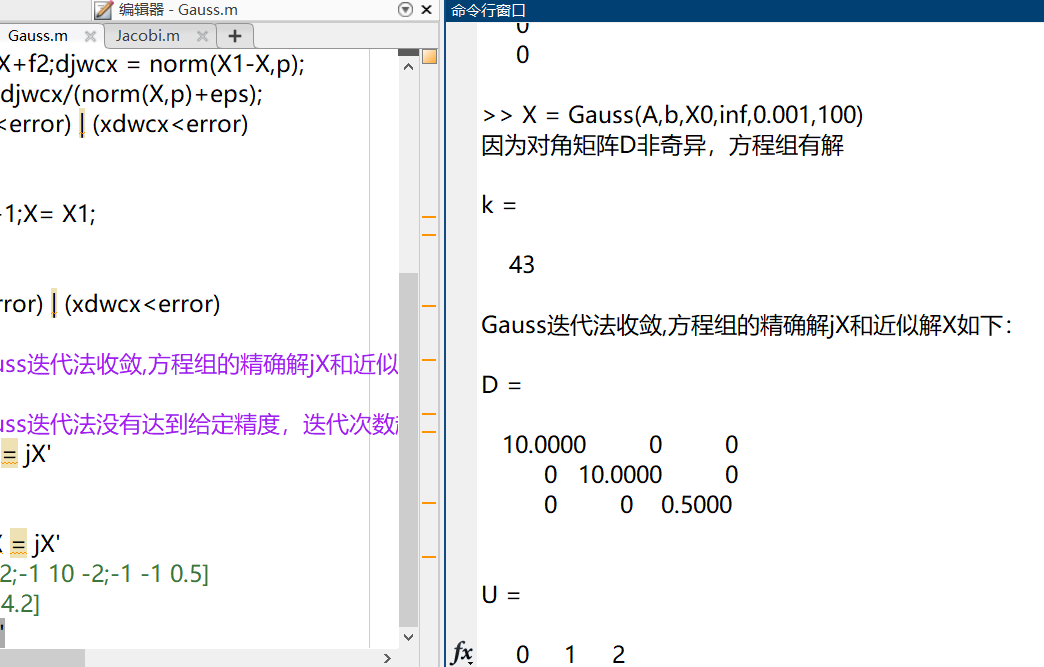 编辑器 - Gauss.m
Gauss.m
Jacobi.m
X+f2;djwcx = norm(X1-X,p);
djwcx/(norm(X,p)+eps);
<error) | (xdwcx<error)
1;X= X1;
ror) | (xdwcx<error)
uss迭代法收敛,方程组的精确解jX和近似
uss迭代法没有达到给定精度，迭代次数
= jX'
X = jX'
2;-1 10 -2;-1 -1 0.5]
4.2]
'
命令行窗口
0
0
>> X = Gauss(A,b,X0,inf,0.001,100)
因为对角矩阵D非奇异，方程组有解
k =
43
Gauss迭代法收敛,方程组的精确解jX和近似解X如下：
D =
10.0000 0 0
0 10.0000 0
0 0 0.5000
U =
fx
0 1 2